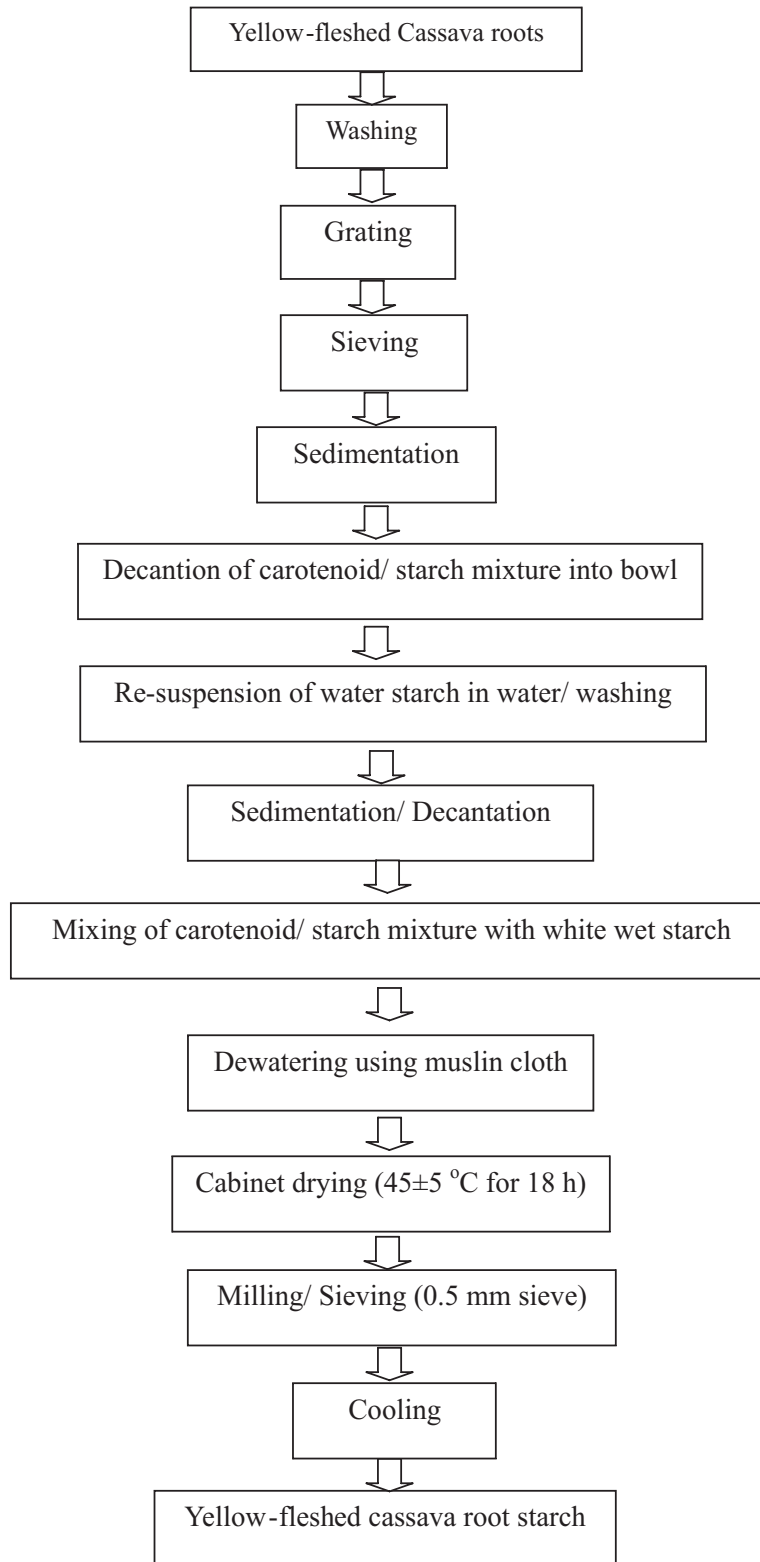 Yellow-fleshed Cassava roots
Washing
Grating
Sieving
Sedimentation
Decantion of carotenoid/ starch mixture into bowl
Re-suspension of water starch in water/ washing
Sedimentation/ Decantation
Mixing of carotenoid/ starch mixture with white wet starch
Dewatering using muslin cloth
Cabinet drying (45±5 °C for 18 h)
Milling/ Sieving (0.5 mm sieve)
Cooling
Yellow-fleshed cassava root starch